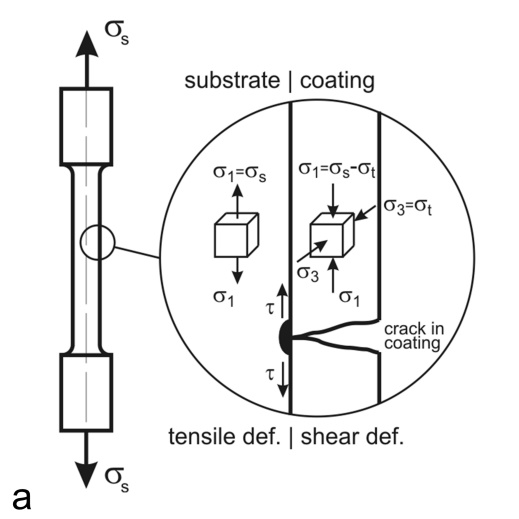 σs
substrate | coating
σ1=σs
σ1=σs-σt
σ3=σt
σ3
σ1
σ1
τ
crack in
coating
τ
tensile def. | shear def.
σs
a